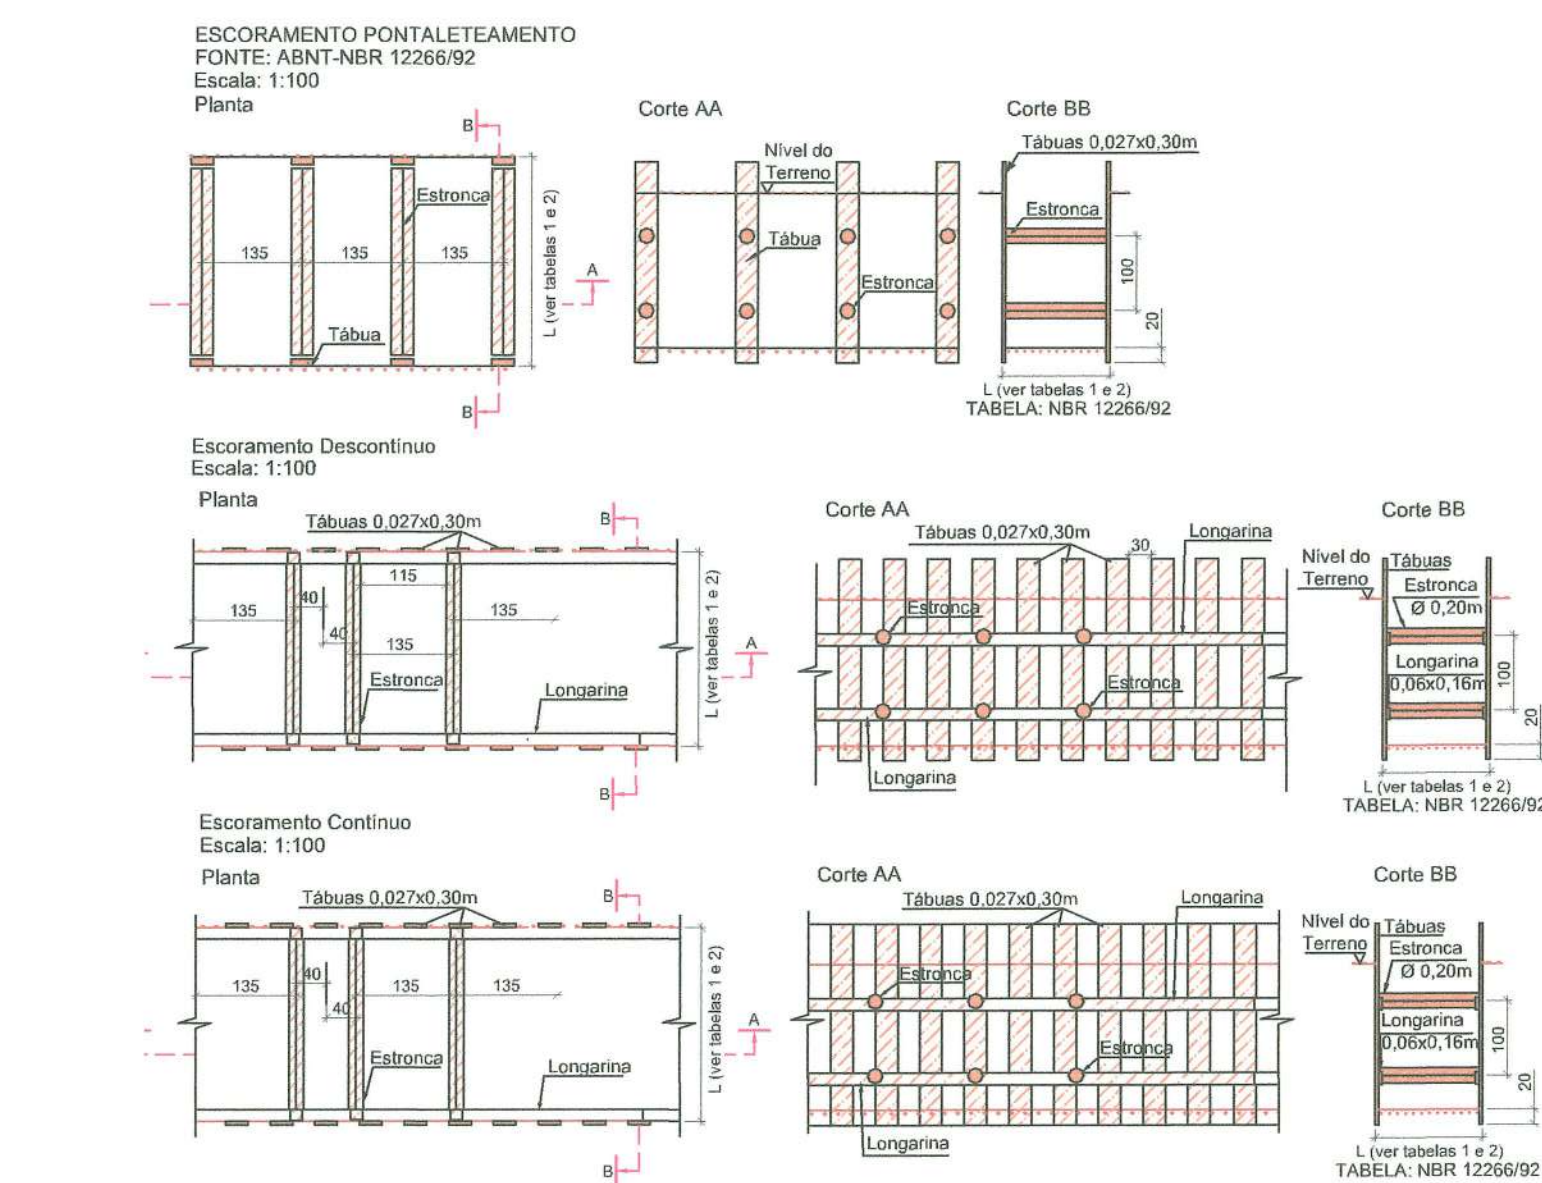 ESCORAMENTO PONTALETEAMENTO
FONTE: ABNT-NBR 12266/92
Escala: 1:100
Planta
B
Estronca
135
135
135
L (ver tabelas 1 e 2)
A
Tábua
B
Corte AA
Nível do
Terreno
Tábua
Estronca
Corte BB
Tábuas 0,027x0,30m
Estronca
100
20
L (ver tabelas 1 e 2)
TABELA: NBR 12266/92
Escoramento Descontínuo
Escala: 1:100
Planta
Tábuas 0,027x0,30m
B
115
135
40
40
135
135
Estronca
Longarina
L (ver tabelas 1 e 2)
A
B
Corte AA
Tábuas 0,027x0,30m
30
Longarina
Estronca
Estronca
Longarina
Corte BB
Nível do
Terreno
Tábuas
Estronca
Ø 0,20m
Longarina
0,06x0,16m
100
20
L (ver tabelas 1 e 2)
TABELA: NBR 12266/92
Escoramento Contínuo
Escala: 1:100
Planta
Tábuas 0,027x0,30m
B
135
40
40
135
135
Estronca
Longarina
L (ver tabelas 1 e 2)
A
B
Corte AA
Tábuas 0,027x0,30m
Longarina
Estronca
Estronca
Longarina
Corte BB
Nível do
Terreno
Tábuas
Estronca
Ø 0,20m
Longarina
0,06x0,16m
100
20
L (ver tabelas 1 e 2)
TABELA: NBR 12266/92